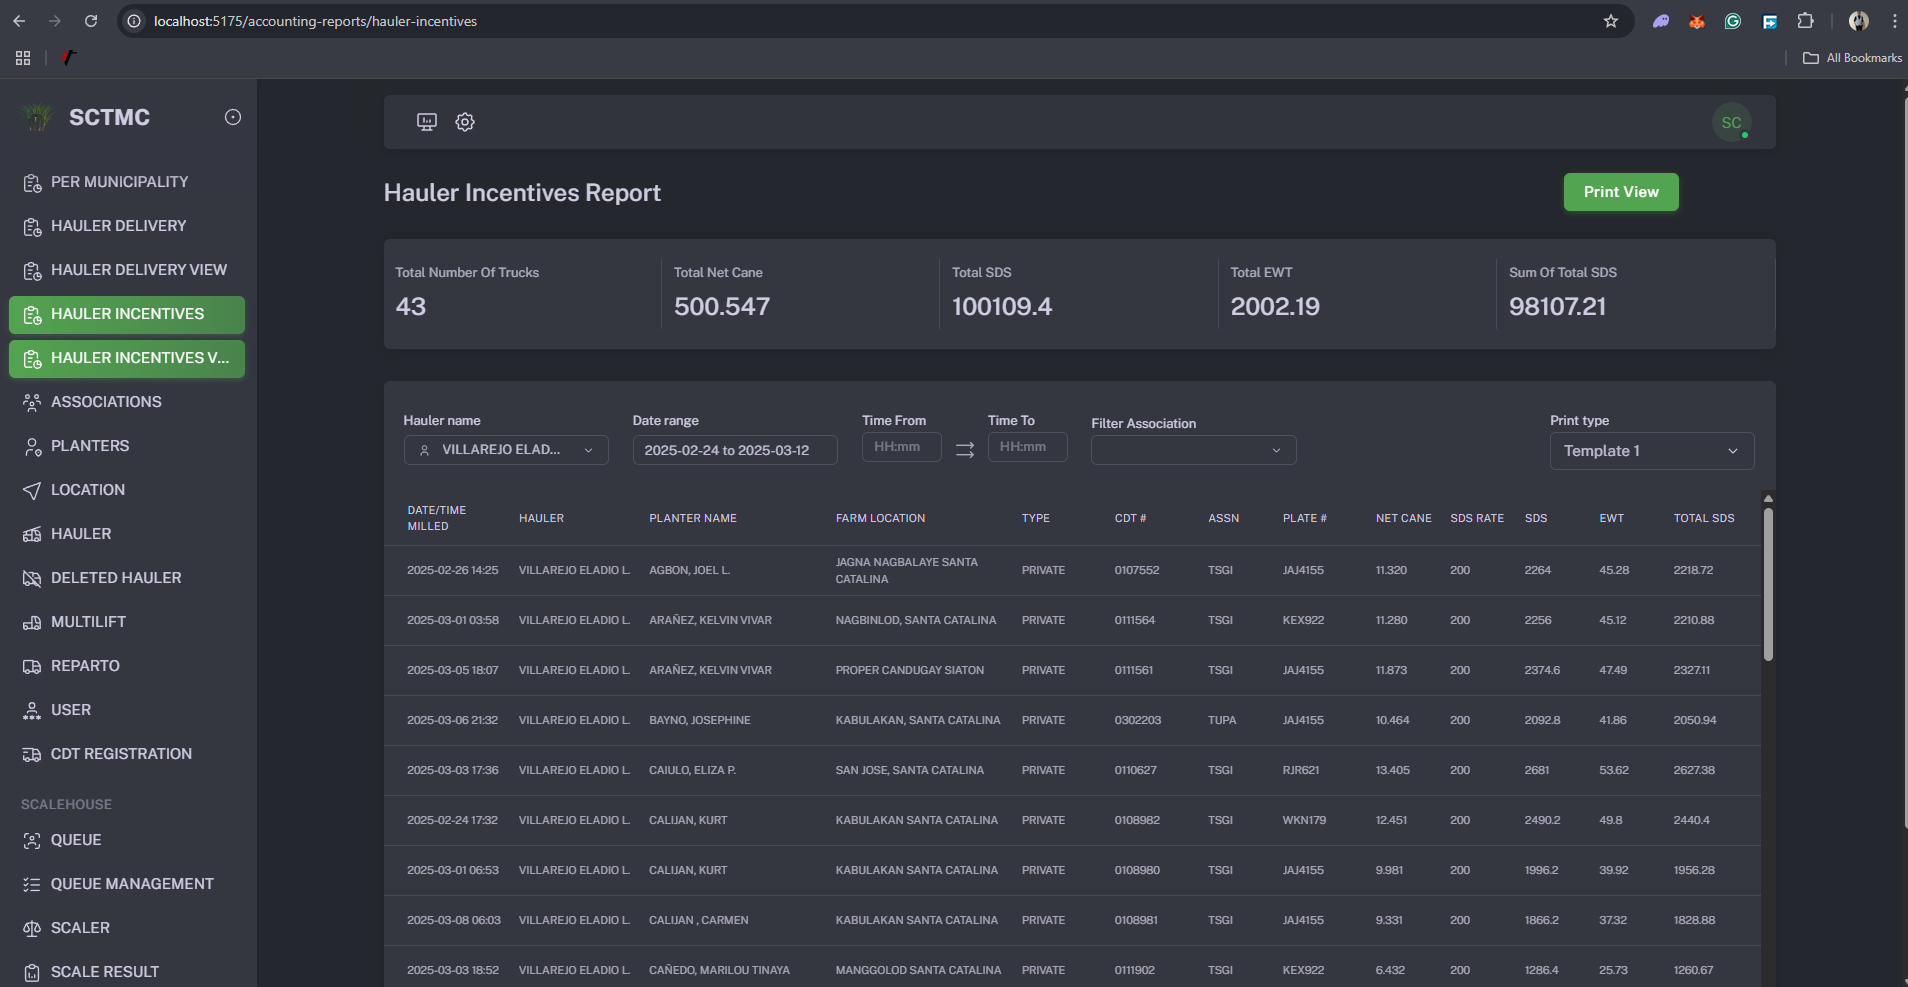 localhost:5175/accounting-reports/hauler-incentives
All Bookmarks
SCTMC
PER MUNICIPALITY
HAULER DELIVERY
HAULER DELIVERY VIEW
HAULER INCENTIVES
HAULER INCENTIVES V...
ASSOCIATIONS
PLANTERS
LOCATION
HAULER
DELETED HAULER
MULTILIFT
REPARTO
USER
CDT REGISTRATION
SCALEHOUSE
QUEUE
QUEUE MANAGEMENT
SCALER
SCALE RESULT
SC
Hauler Incentives Report
Print View
Total Number Of Trucks
43
Total Net Cane
500.547
Total SDS
100109.4
Total EWT
2002.19
Sum Of Total SDS
98107.21
Hauler name
VILLAREJO ELAD...
Date range
2025-02-24 to 2025-03-12
Time From
HH:mm
Time To
HH:mm
Filter Association
Print type
Template 1
DATE/TIME MILLED HAULER PLANTER NAME FARM LOCATION TYPE CDT # ASSN PLATE # NET CANE SDS RATE SDS EWT TOTAL SDS
2025-02-26 14:25 VILLAREJO ELADIO L. AGBON, JOEL L. JAGNA NAGBALAYE SANTA CATALINA PRIVATE 0107552 TSGI JAJ4155 11.320 200 2264 45.28 2218.72
2025-03-01 03:58 VILLAREJO ELADIO L. ARAÑEZ, KELVIN VIVAR NAGBINLOD, SANTA CATALINA PRIVATE 0111564 TSGI KEX922 11.280 200 2256 45.12 2210.88
2025-03-05 18:07 VILLAREJO ELADIO L. ARAÑEZ, KELVIN VIVAR PROPER CANDUGAY SIATON PRIVATE 0111561 TSGI JAJ4155 11.873 200 2374.6 47.49 2327.11
2025-03-06 21:32 VILLAREJO ELADIO L. BAYNO, JOSEPHINE KABULAKAN, SANTA CATALINA PRIVATE 0302203 TUPA JAJ4155 10.464 200 2092.8 41.86 2050.94
2025-03-03 17:36 VILLAREJO ELADIO L. CAIULO, ELIZA P. SAN JOSE, SANTA CATALINA PRIVATE 0110627 TSGI RJR621 13.405 200 2681 53.62 2627.38
2025-02-24 17:32 VILLAREJO ELADIO L. CALIJAN, KURT KABULAKAN SANTA CATALINA PRIVATE 0108982 TSGI WKN179 12.451 200 2490.2 49.8 2440.4
2025-03-01 06:53 VILLAREJO ELADIO L. CALIJAN, KURT KABULAKAN SANTA CATALINA PRIVATE 0108980 TSGI JAJ4155 9.981 200 1996.2 39.92 1956.28
2025-03-08 06:03 VILLAREJO ELADIO L. CALIJAN , CARMEN KABULAKAN SANTA CATALINA PRIVATE 0108981 TSGI JAJ4155 9.331 200 1866.2 37.32 1828.88
2025-03-03 18:52 VILLAREJO ELADIO L. CAÑEDO, MARILOU TINAYA MANGGOLOD SANTA CATALINA PRIVATE 0111902 TSGI KEX922 6.432 200 1286.4 25.73 1260.67